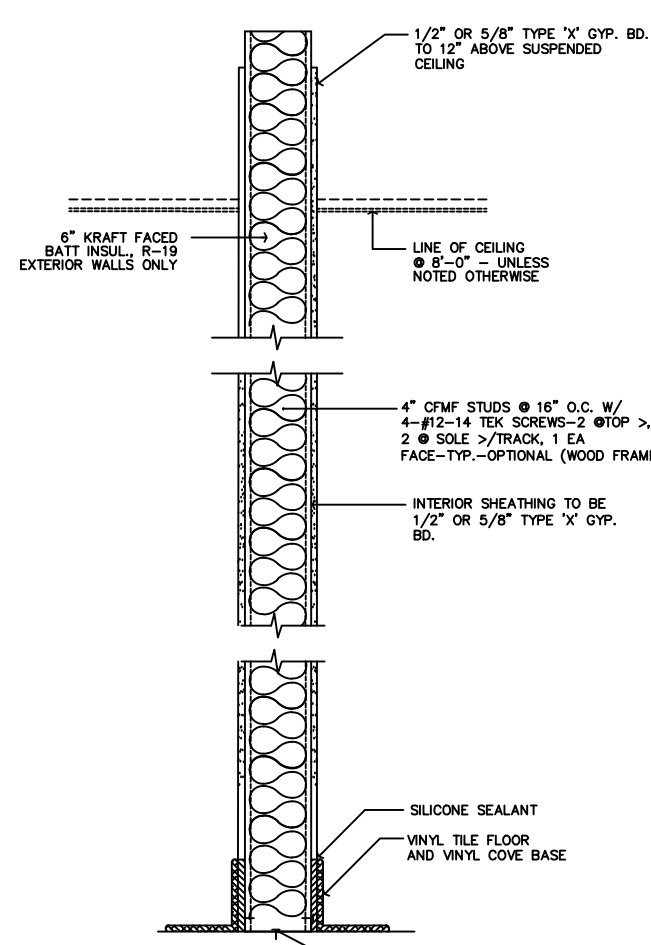 1/2" OR 5/8" TYPE 'X' GYP. BD.
TO 12" ABOVE SUSPENDED
CEILING
6" KRAFT FACED
BATT INSUL., R-19
EXTERIOR WALLS ONLY
LINE OF CEILING
@ 8'-0" - UNLESS
NOTED OTHERWISE
4" CFMF STUDS @ 16" O.C. W/
4-#12-14 TEK SCREWS-2 @TOP >,
2 @ SOLE >/TRACK, 1 EA
FACE-TYP.-OPTIONAL (WOOD FRAM
INTERIOR SHEATHING TO BE
1/2" OR 5/8" TYPE 'X' GYP.
BD.
SILICONE SEALANT
VINYL TILE FLOOR
AND VINYL COVE BASE